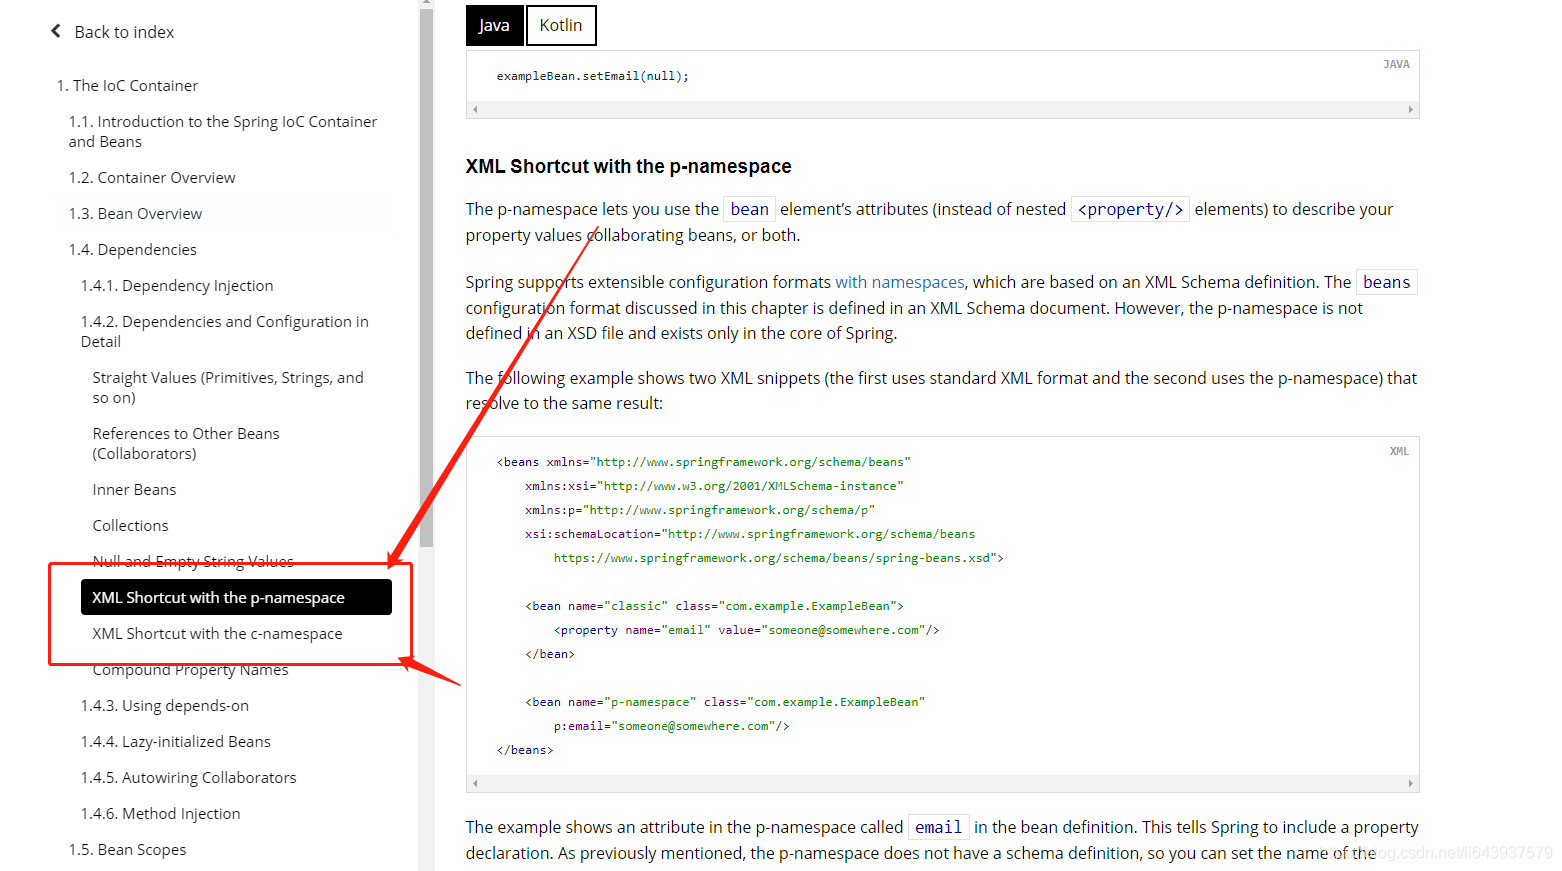 Back to index
1. The IoC Container
1.1. Introduction to the Spring IoC Container
and Beans
1.2. Container Overview
1.3. Bean Overview
1.4. Dependencies
1.4.1. Dependency Injection
1.4.2. Dependencies and Configuration in
Detail
Straight Values (Primitives, Strings, and
so on)
References to Other Beans
(Collaborators)
Inner Beans
Collections
Null and Empty String Values
XML Shortcut with the p-namespace
XML Shortcut with the c-namespace
Compound Property Names
1.4.3. Using depends-on
1.4.4. Lazy-initialized Beans
1.4.5. Autowiring Collaborators
1.4.6. Method Injection
1.5. Bean Scopes
Java Kotlin
JAVA
exampleBean.setEmail(null);
XML Shortcut with the p-namespace
The p-namespace lets you use the bean element’s attributes (instead of nested <property/> elements) to describe your
property values collaborating beans, or both.
Spring supports extensible configuration formats with namespaces, which are based on an XML Schema definition. The beans
configuration format discussed in this chapter is defined in an XML Schema document. However, the p-namespace is not
defined in an XSD file and exists only in the core of Spring.
The following example shows two XML snippets (the first uses standard XML format and the second uses the p-namespace) that
resolve to the same result:
XML
<beans xmlns="http://www.springframework.org/schema/beans"
xmlns:xsi="http://www.w3.org/2001/XMLSchema-instance"
xmlns:p="http://www.springframework.org/schema/p"
xsi:schemaLocation="http://www.springframework.org/schema/beans
https://www.springframework.org/schema/beans/spring-beans.xsd">
<bean name="classic" class="com.example.ExampleBean">
<property name="email" value="someone@somewhere.com"/>
</bean>
<bean name="p-namespace" class="com.example.ExampleBean"
p:email="someone@somewhere.com"/>
</beans>
The example shows an attribute in the p-namespace called email in the bean definition. This tells Spring to include a property
declaration. As previously mentioned, the p-namespace does not have a schema definition, so you can set the name of the
blog.csdn.net/li643937579